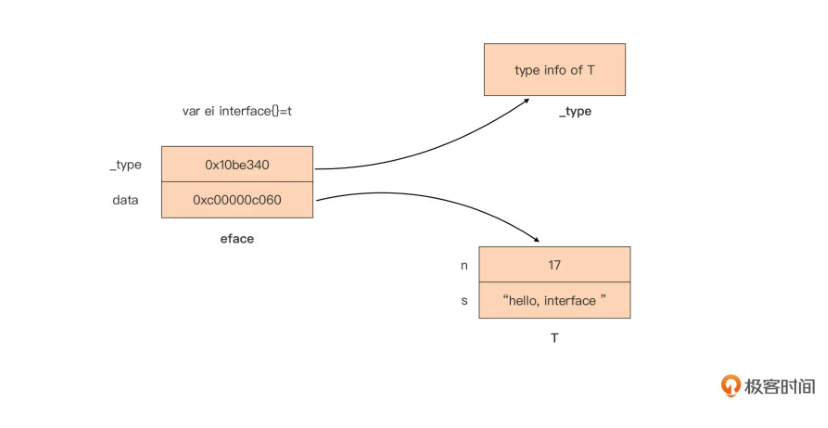 type info of T
_type
var ei interface{}=t
_type 0x10be340
data 0xc00000c060
eface
n 17
s “hello, interface ”
T
极客时间